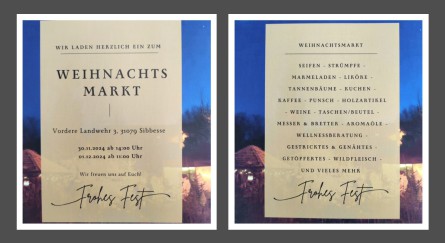 WIR LADEN HERZLICH EIN ZUM
WEIHNACHTS
MARKT
Vordere Landwehr 3, 31079 Sibbesse
30.11.2024 ab 14:00 Uhr
01.12.2024 ab 11:00 Uhr
Wir freuen uns auf Euch!
Frohes Fest
WEIHNACHTSMARKT
SEIFEN - STRÜMPFE -
MARMELADEN - LIKÖRE -
TANNENBÄUME - KUCHEN -
KAFFEE - PUNSCH - HOLZARTIKEL
- WEINE - TASCHEN/BEUTEL -
MESSER & BRETTER - AROMAÖLE -
WELLNESSBERATUNG -
GESTRICKTES & GENÄHTES -
GETÖPFERTES - WILDFLEISCH -
UND VIELES MEHR
Frohes Fest